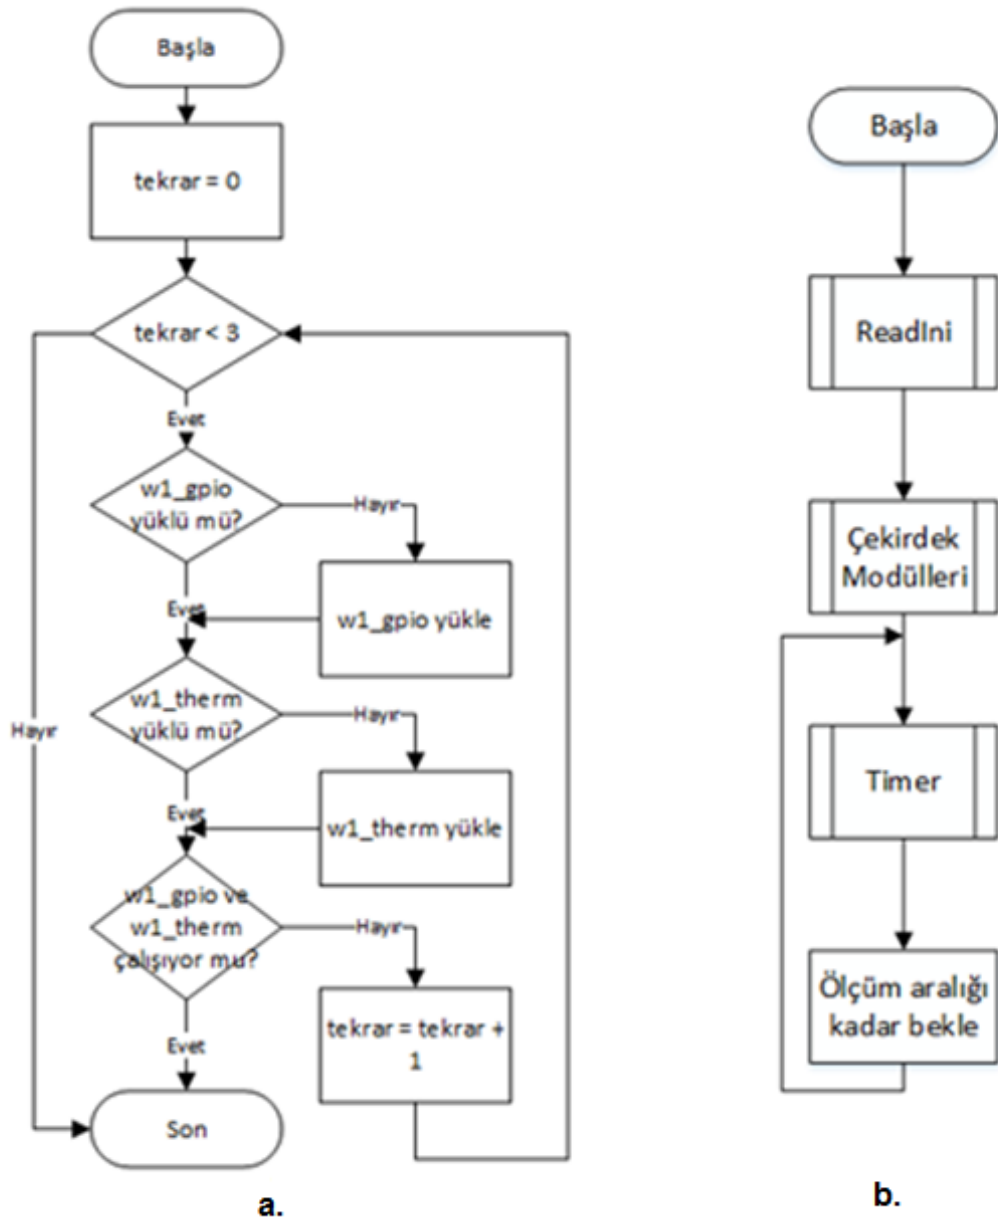 Başla
tekrar = 0
tekrar < 3
Evet
w1_gpio
yüklü mü?
Hayır
w1_gpio yükle
Evet
w1_therm
yüklü mü?
Hayır
w1_therm yükle
Evet
w1_gpio ve
w1_therm
çalışıyor mu?
Hayır
tekrar = tekrar +
1
Evet
Hayır
Son
a.
Başla
ReadIni
Çekirdek
Modülleri
Timer
Ölçüm aralığı
kadar bekle
b.